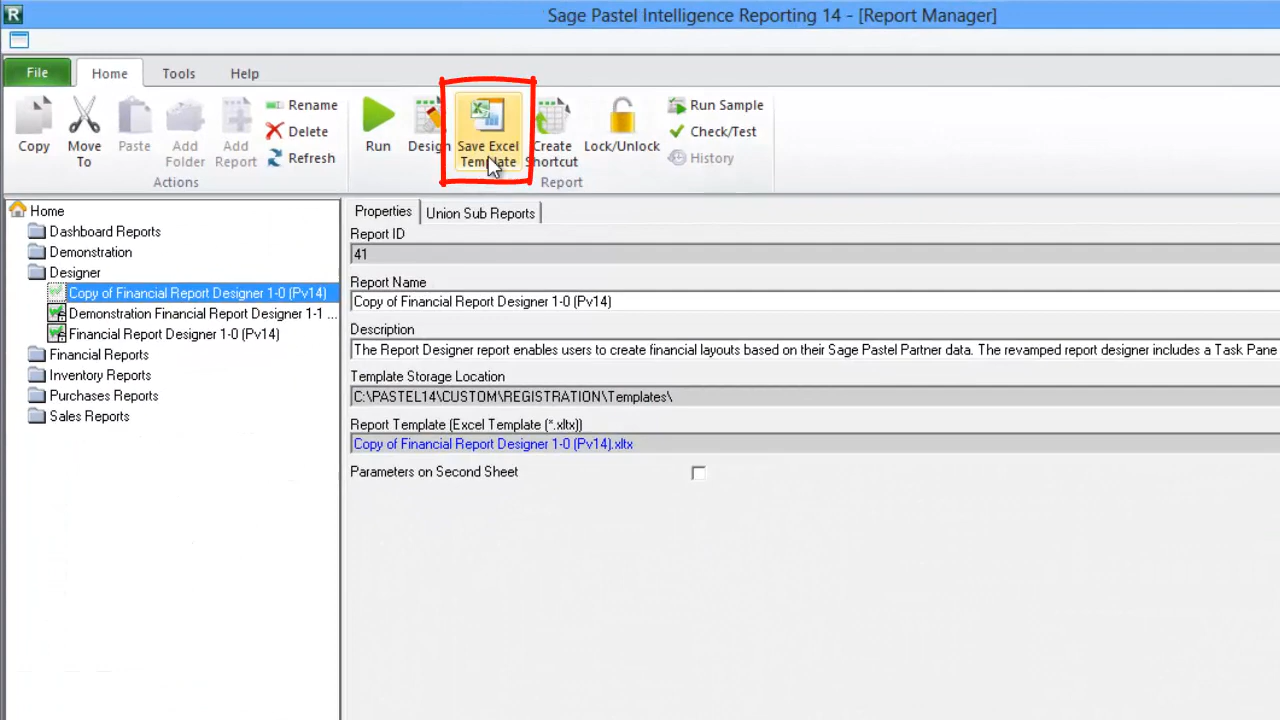 R
Sage Pastel Intelligence Reporting 14 - [Report Manager]
File
Home
Tools
Help
Copy
Move
To
Paste
Add
Folder
Add
Report
Rename
Delete
Refresh
Actions
Run
Design
Save Excel
Template
Create
Shortcut
Lock/Unlock
Run Sample
Check/Test
History
Report
Home
Dashboard Reports
Demonstration
Designer
Copy of Financial Report Designer 1-0 (Pv14)
Demonstration Financial Report Designer 1-1 ...
Financial Report Designer 1-0 (Pv14)
Financial Reports
Inventory Reports
Purchases Reports
Sales Reports
Properties
Union Sub Reports
Report ID
41
Report Name
Copy of Financial Report Designer 1-0 (Pv14)
Description
The Report Designer report enables users to create financial layouts based on their Sage Pastel Partner data. The revamped report designer includes a Task Pane
Template Storage Location
C:\PASTEL14\CUSTOM\REGISTRATION\Templates\
Report Template (Excel Template (*.xltx))
Copy of Financial Report Designer 1-0 (Pv14).xltx
Parameters on Second Sheet